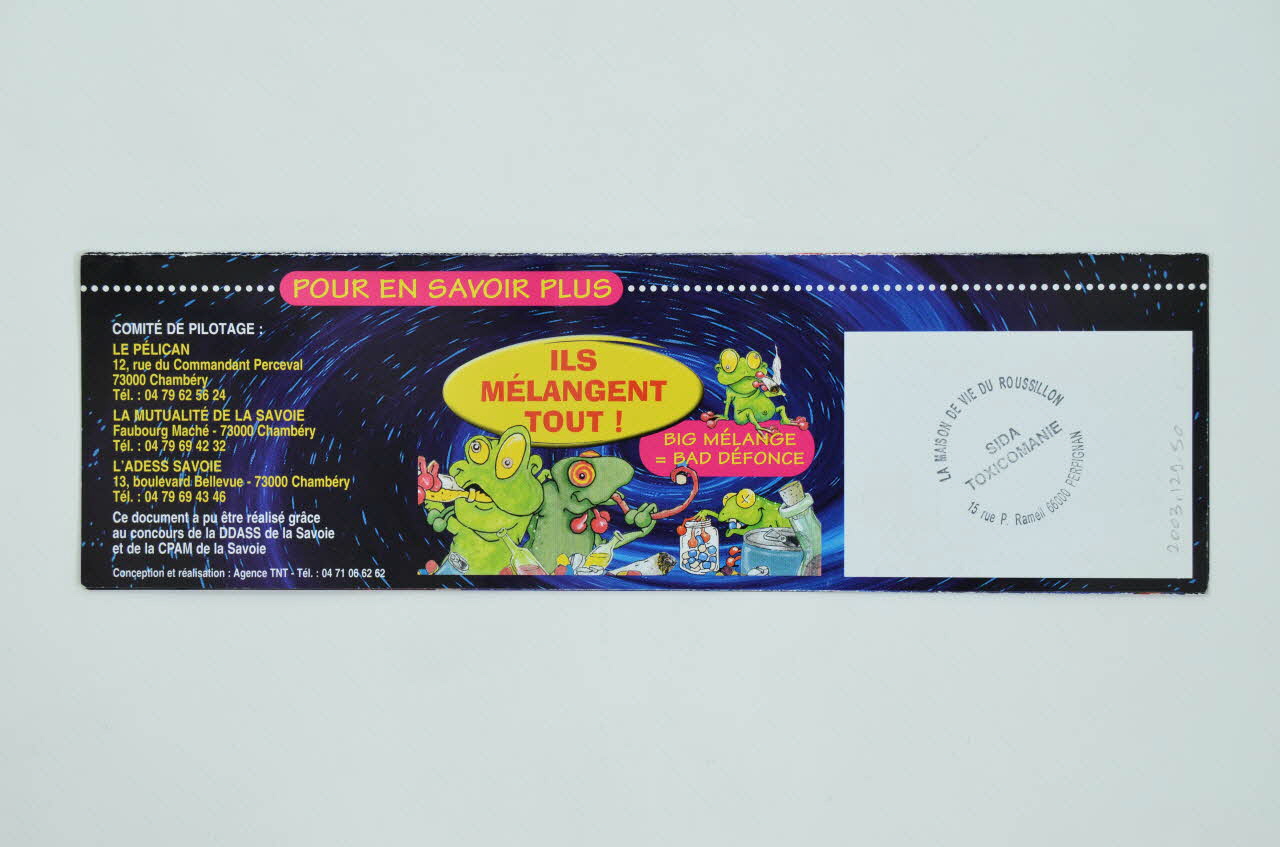 POUR EN SAVOIR PLUS
COMITÉ DE PILOTAGE :
LE PÉLICAN
12, rue du Commandant Perceval
73000 Chambéry
Tél. : 04 79 62 56 24
LA MUTUALITÉ DE LA SAVOIE
Faubourg Maché - 73000 Chambéry
Tél. : 04 79 69 42 32
L'ADESS SAVOIE
13, boulevard Bellevue - 73000 Chambéry
Tél. : 04 79 69 43 46
Ce document a pu être réalisé grâce
au concours de la DDASS de la Savoie
et de la CPAM de la Savoie
Conception et réalisation : Agence TNT - Tél. : 04 71 06 62 62
ILS
MÉLANGENT
TOUT !
BIG MÉLANGE
= BAD DÉFONCE
LA MAISON DE VIE DU ROUSSILLON
SIDA
TOXICOMANIE
15 rue P. Rameil 66000 PERPIGNAN
2003.129.50